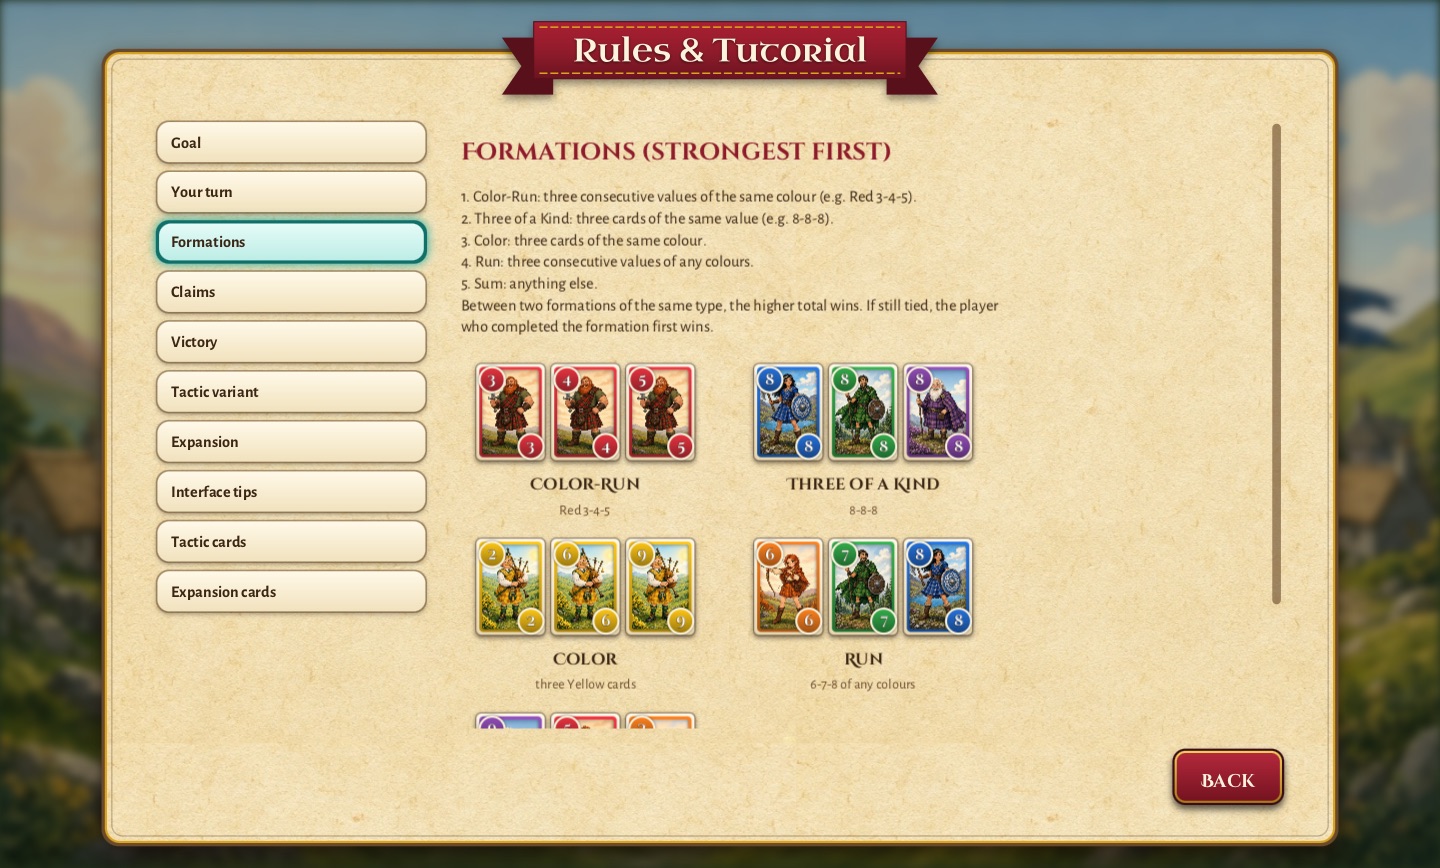 Rules & Tutorial
Goal
Your turn
Formations
Claims
Victory
Tactic variant
Expansion
Interface tips
Tactic cards
Expansion cards
Formations (strongest first)
1. Color-Run: three consecutive values of the same colour (e.g. Red 3-4-5).
2. Three of a Kind: three cards of the same value (e.g. 8-8-8).
3. Color: three cards of the same colour.
4. Run: three consecutive values of any colours.
5. Sum: anything else.
Between two formations of the same type, the higher total wins. If still tied, the player
who completed the formation first wins.
3 4 5 8 8 8
3 4 5 8 8 8
Color-Run Three of a Kind
Red 3-4-5 8-8-8
2 6 9 6 7 8
2 6 9 6 7 8
Color Run
three Yellow cards 6-7-8 of any colours
Back